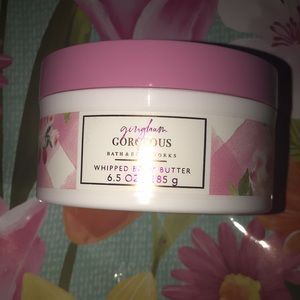 gingham
GORGEOUS
BATH & BODY WORKS
WHIPPED BODY BUTTER
6.5 OZ / 185 g